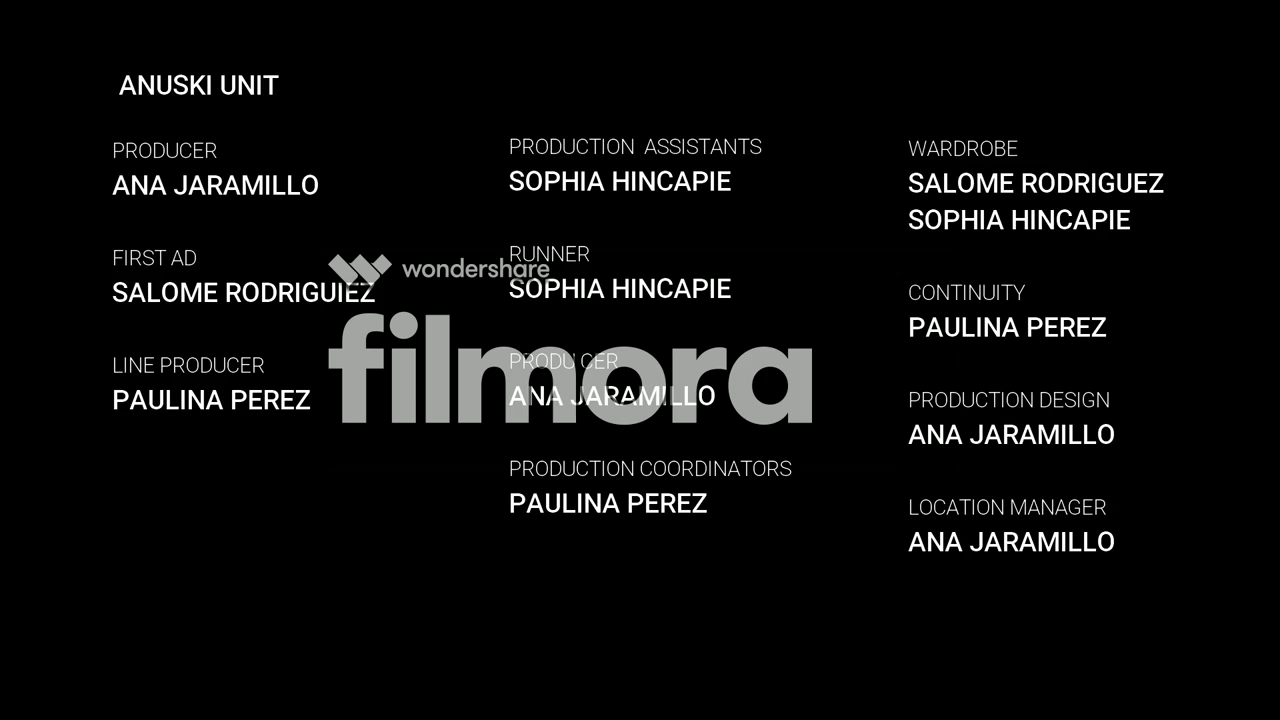 ANUSKI UNIT
PRODUCER
ANA JARAMILLO
FIRST AD
SALOME RODRIGUIEZ
LINE PRODUCER
PAULINA PEREZ
PRODUCTION ASSISTANTS
SOPHIA HINCAPIE
RUNNER
SOPHIA HINCAPIE
PRODUCER
ANA JARAMILLO
PRODUCTION COORDINATORS
PAULINA PEREZ
WARDROBE
SALOME RODRIGUEZ
SOPHIA HINCAPIE
CONTINUITY
PAULINA PEREZ
PRODUCTION DESIGN
ANA JARAMILLO
LOCATION MANAGER
ANA JARAMILLO
wondershare
filmora